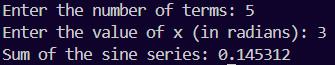 Enter the number of terms: 5
Enter the value of x (in radians): 3
Sum of the sine series: 0.145312